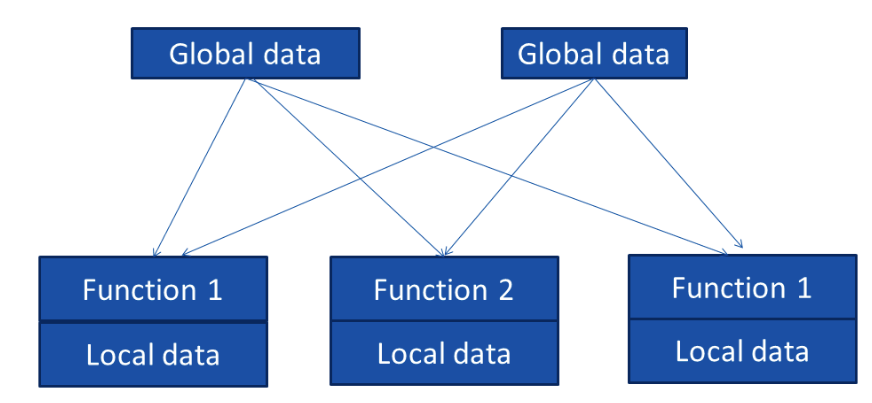 Global data
Global data
Function 1
Local data
Function 2
Local data
Function 1
Local data